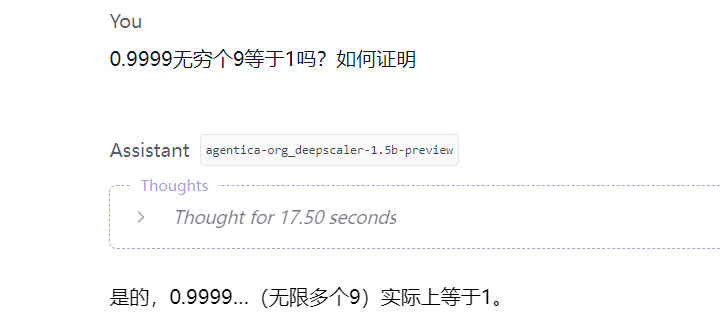 You
0.9999无穷个9等于1吗？如何证明
Assistant agentica-org_deepscaler-1.5b-preview
Thoughts
Thought for 17.50 seconds
是的，0.9999...（无限多个9）实际上等于1。